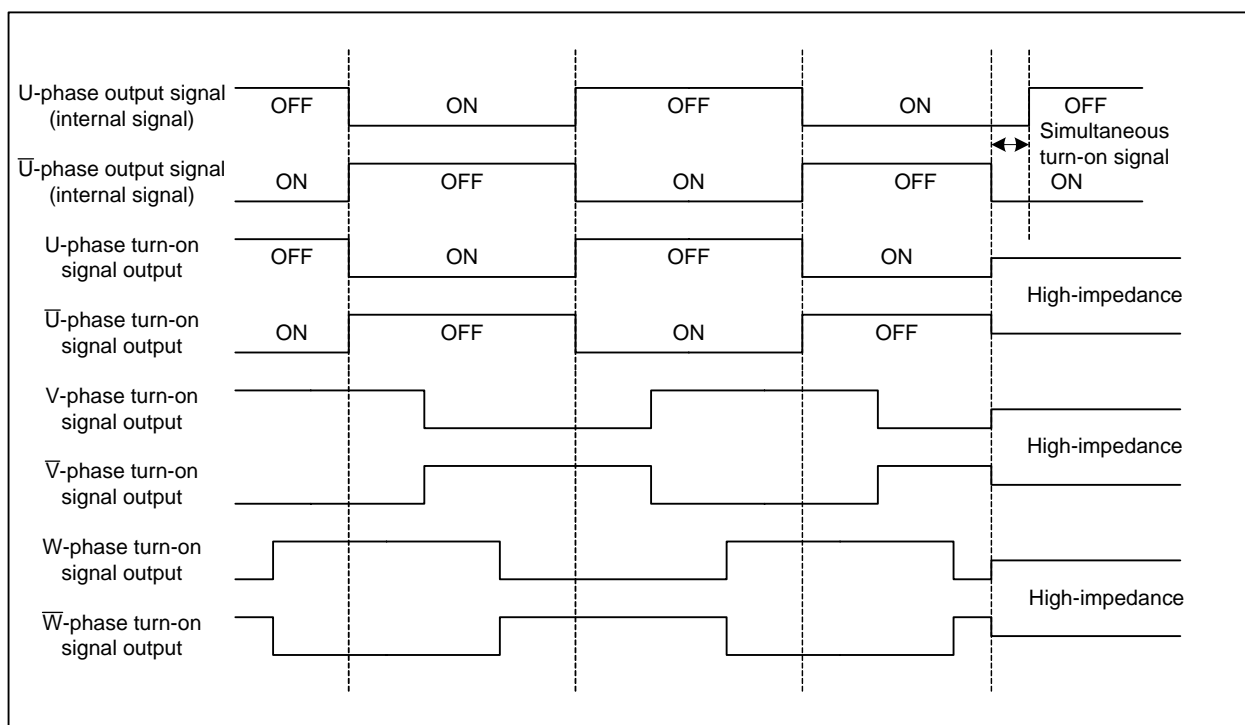 U-phase output signal
(internal signal)
OFF
ON
OFF
ON
OFF
Simultaneous
turn-on signal
U̅-phase output signal
(internal signal)
ON
OFF
ON
OFF
ON
U-phase turn-on
signal output
OFF
ON
OFF
ON
High-impedance
U̅-phase turn-on
signal output
ON
OFF
ON
OFF
V-phase turn-on
signal output
High-impedance
V̅-phase turn-on
signal output
W-phase turn-on
signal output
High-impedance
W̅-phase turn-on
signal output